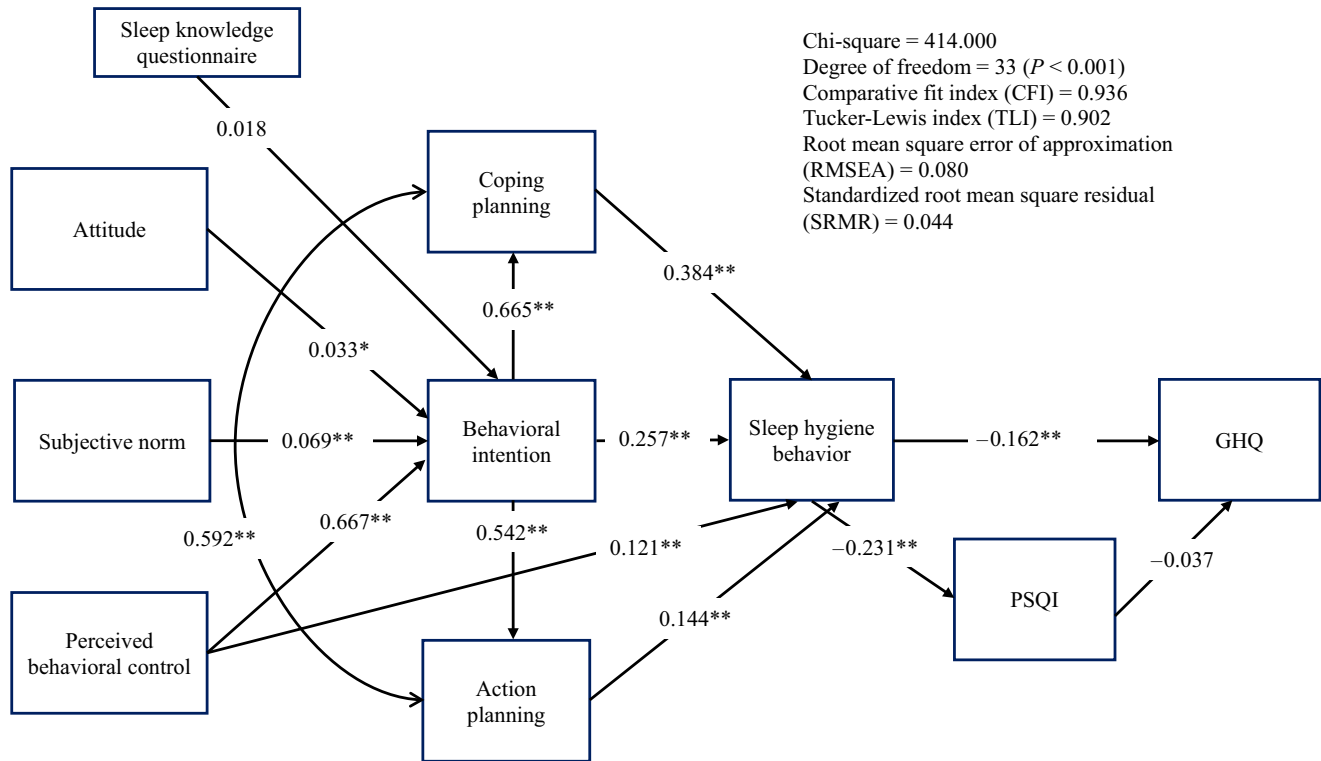 Sleep knowledge
questionnaire
Chi-square = 414.000
Degree of freedom = 33 (P < 0.001)
Comparative fit index (CFI) = 0.936
Tucker-Lewis index (TLI) = 0.902
Root mean square error of approximation
(RMSEA) = 0.080
Standardized root mean square residual
(SRMR) = 0.044
0.018
Coping
planning
Attitude
0.384**
0.665**
0.033*
Subjective norm
0.069**
Behavioral
intention
0.257**
Sleep hygiene
behavior
−0.162**
GHQ
0.667**
0.592**
0.542**
0.121**
−0.231**
−0.037
PSQI
0.144**
Perceived
behavioral control
Action
planning